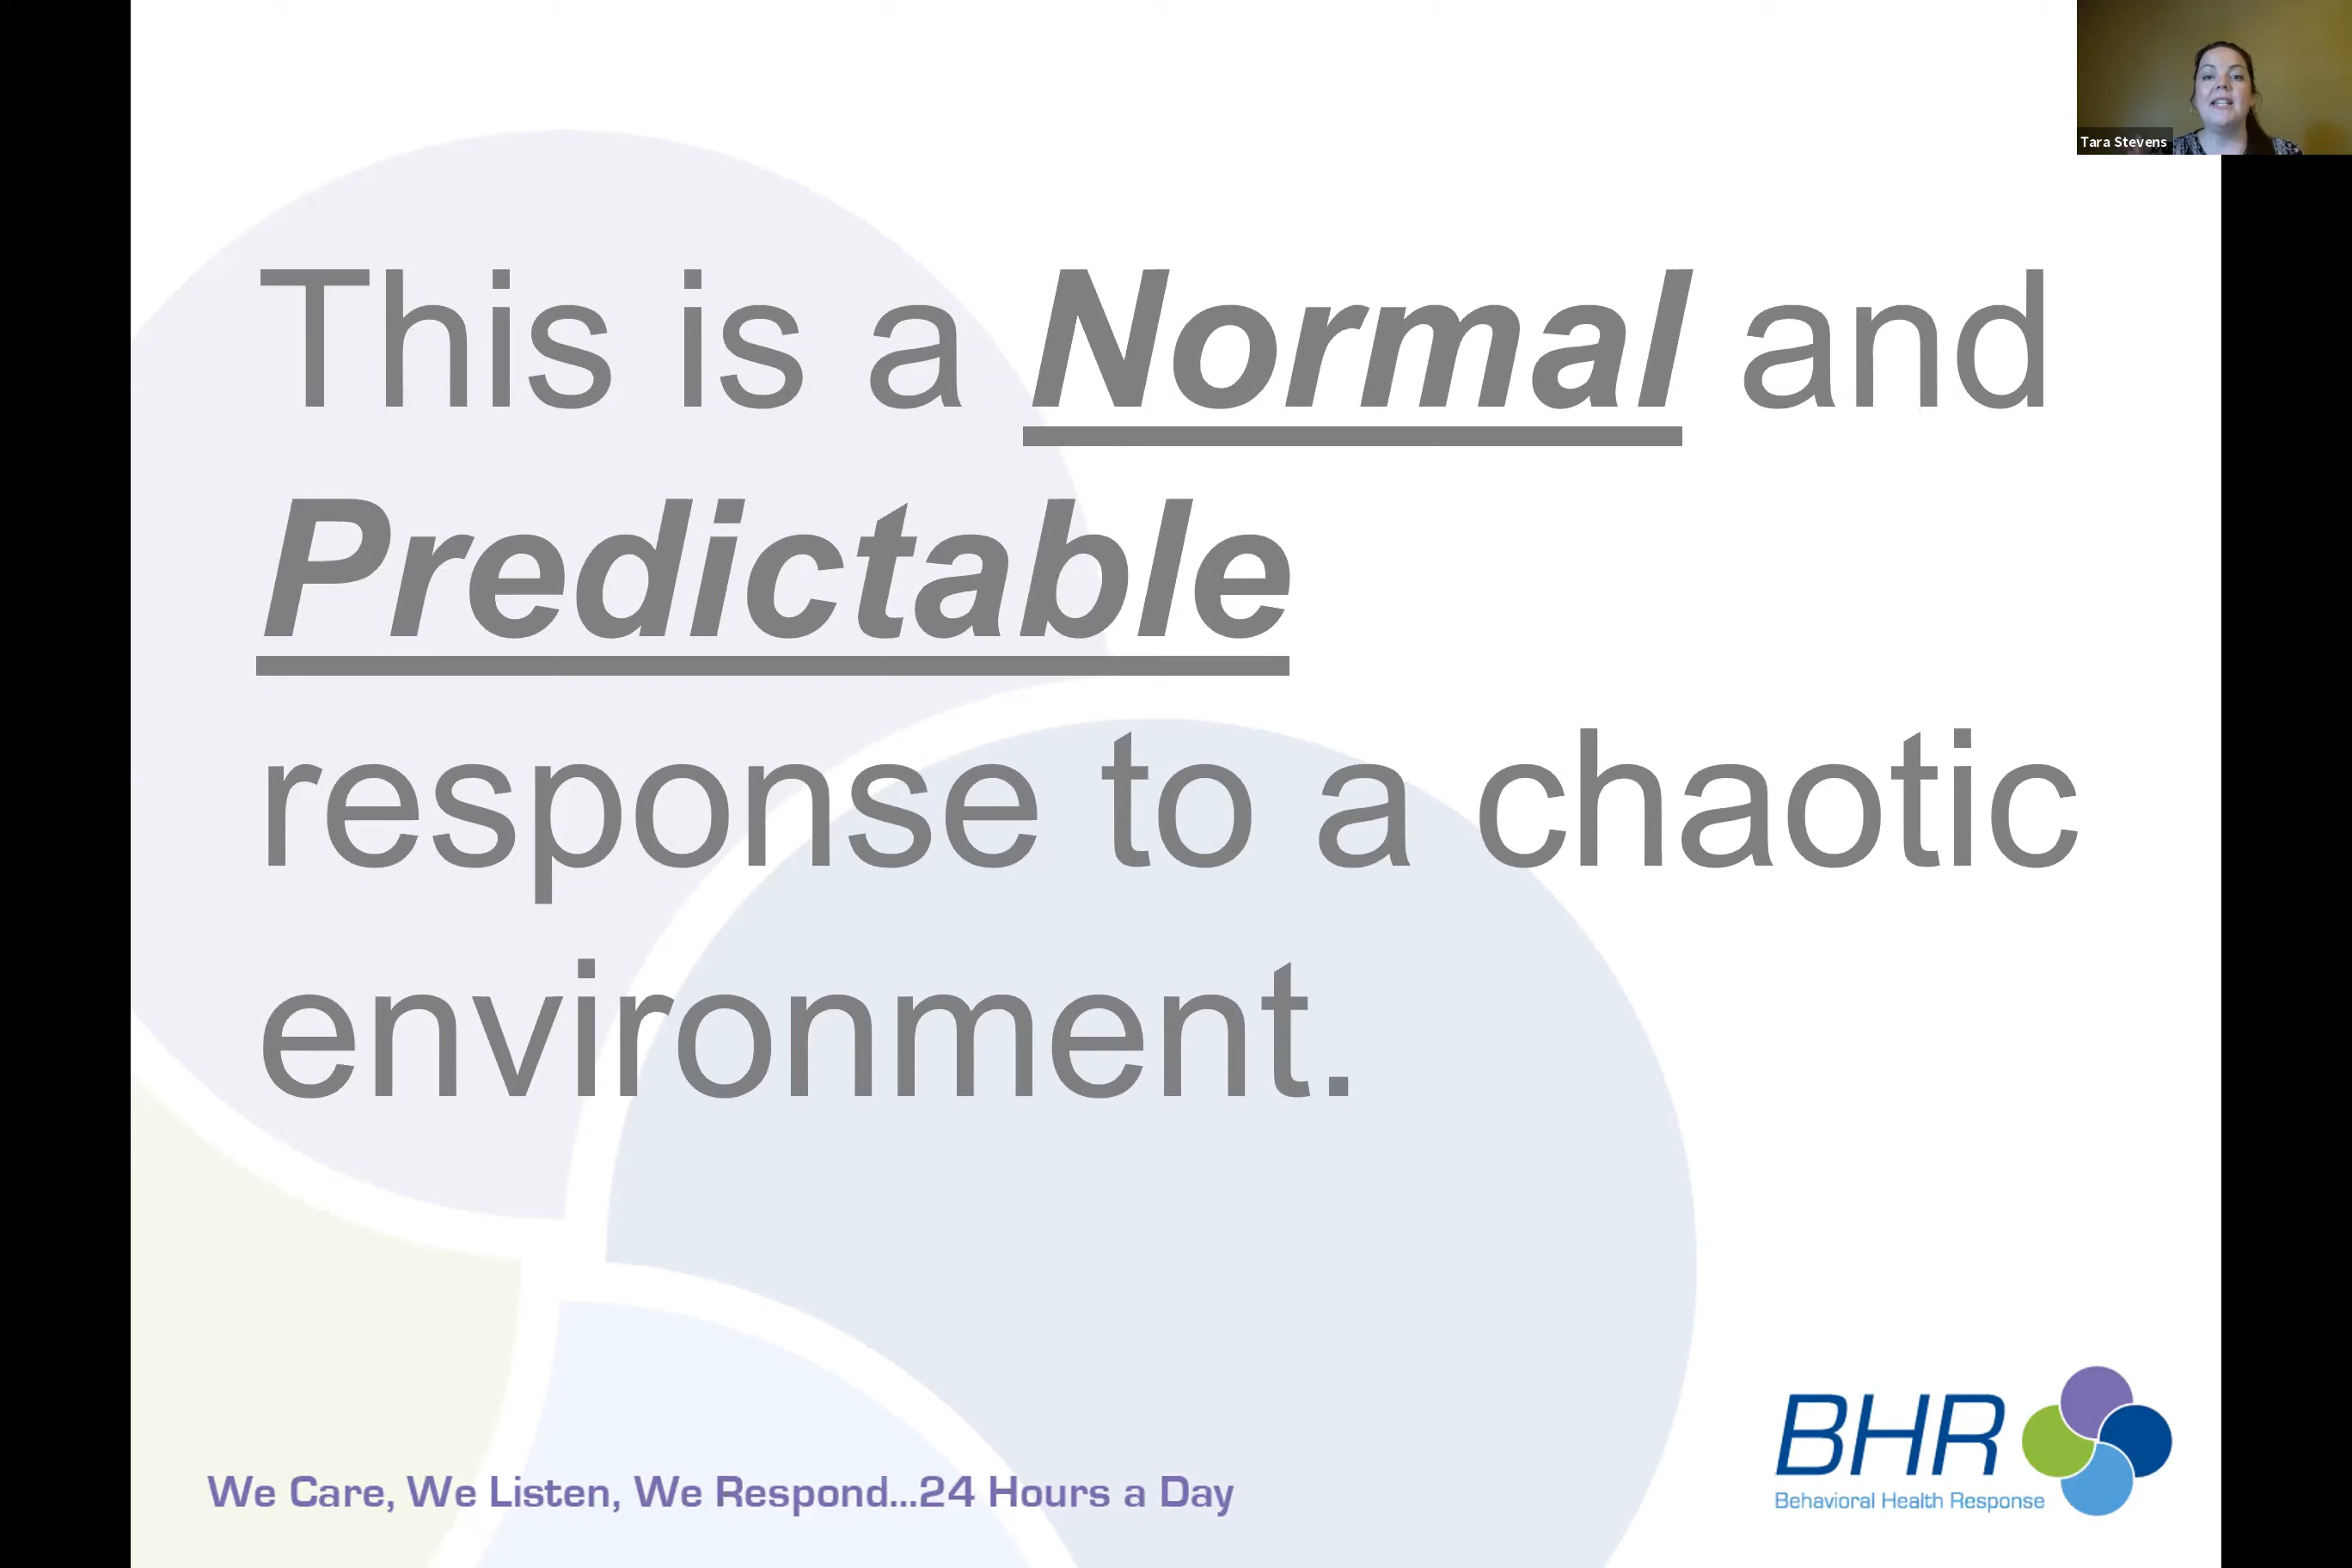 Tara Stevens
This is a Normal and
Predictable
response to a chaotic
environment.
We Care, We Listen, We Respond...24 Hours a Day
BHR
Behavioral Health Response